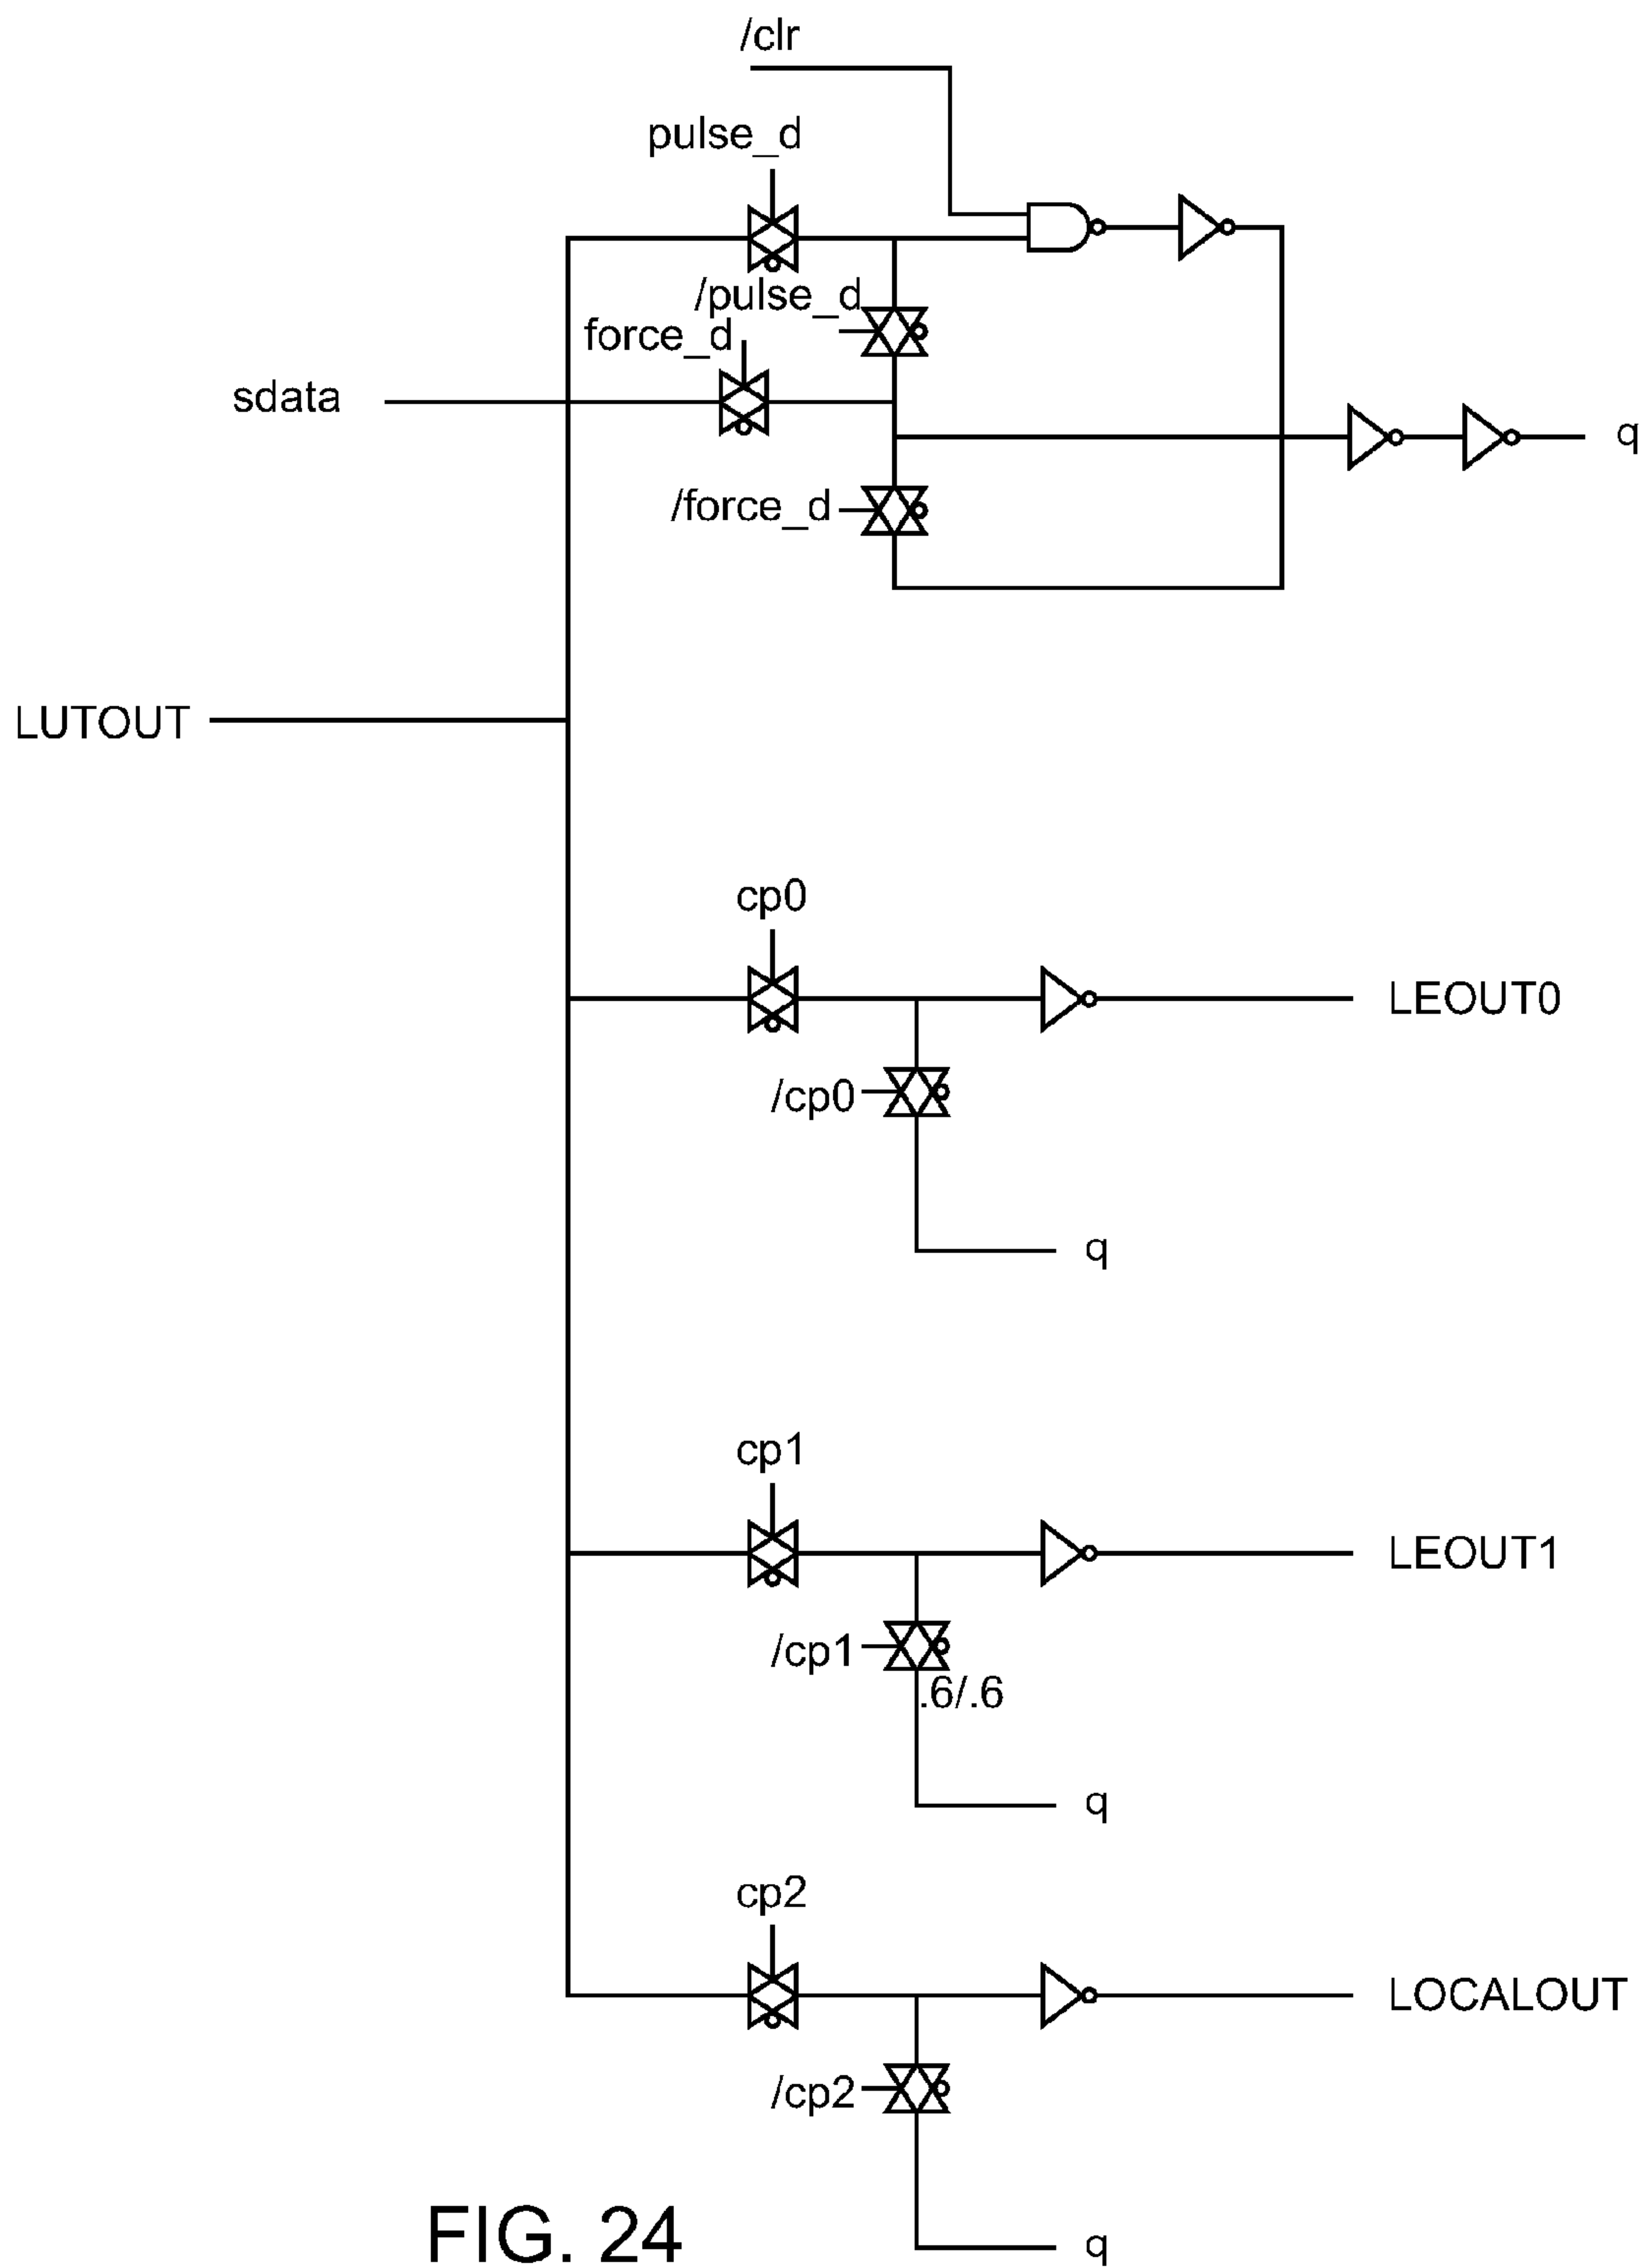 /clr
pulse_d
/pulse_d
force_d
sdata
q
/force_d
LUTOUT
cp0
LEOUT0
/cp0
q
cp1
LEOUT1
/cp1
.6/.6
q
cp2
LOCALOUT
/cp2
q
FIG. 24